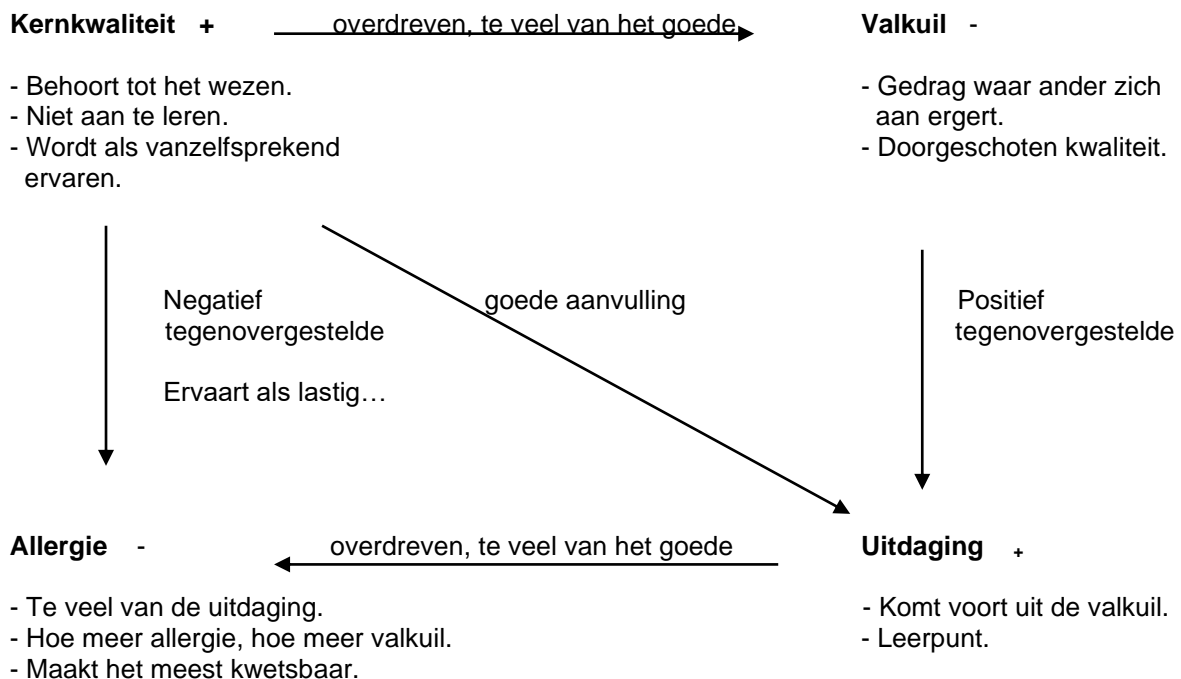 Kernkwaliteit + overdreven, te veel van het goede Valkuil -
- Behoort tot het wezen.
- Niet aan te leren.
- Wordt als vanzelfsprekend
ervaren.
- Gedrag waar ander zich
aan ergert.
- Doorgeschoten kwaliteit.
Negatief
tegenovergestelde
Ervaart als lastig…
goede aanvulling
Positief
tegenovergestelde
Allergie - overdreven, te veel van het goede Uitdaging +
- Te veel van de uitdaging.
- Hoe meer allergie, hoe meer valkuil.
- Maakt het meest kwetsbaar.
- Komt voort uit de valkuil.
- Leerpunt.